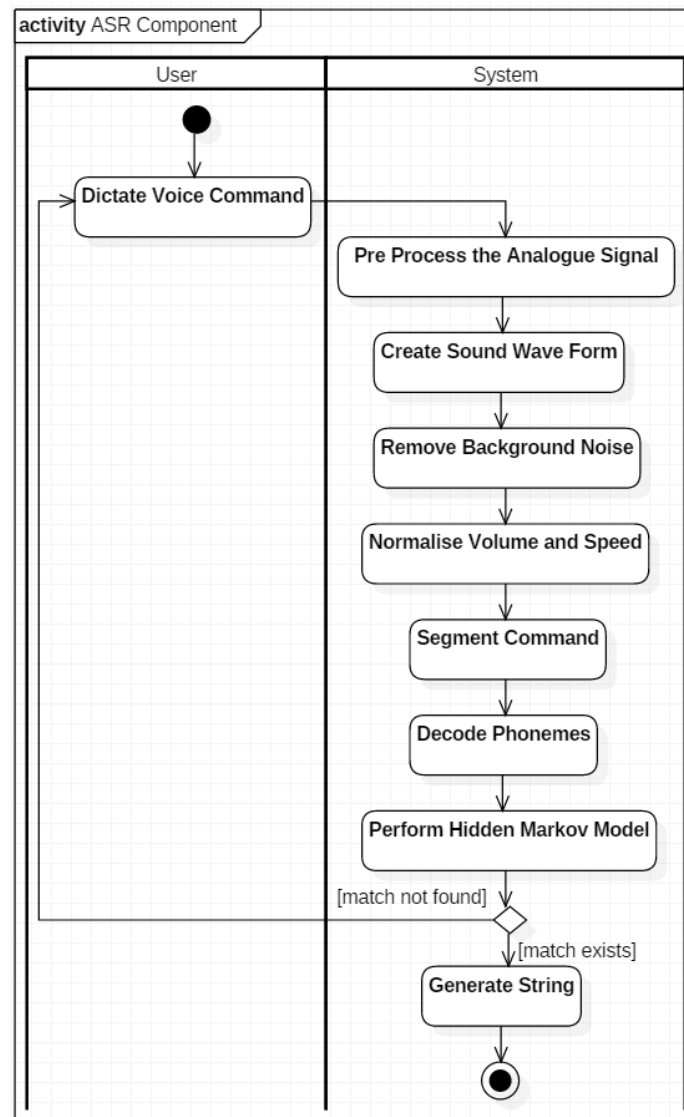 activity ASR Component
User
System
Dictate Voice Command
Pre Process the Analogue Signal
Create Sound Wave Form
Remove Background Noise
Normalise Volume and Speed
Segment Command
Decode Phonemes
Perform Hidden Markov Model
[match not found]
[match exists]
Generate String